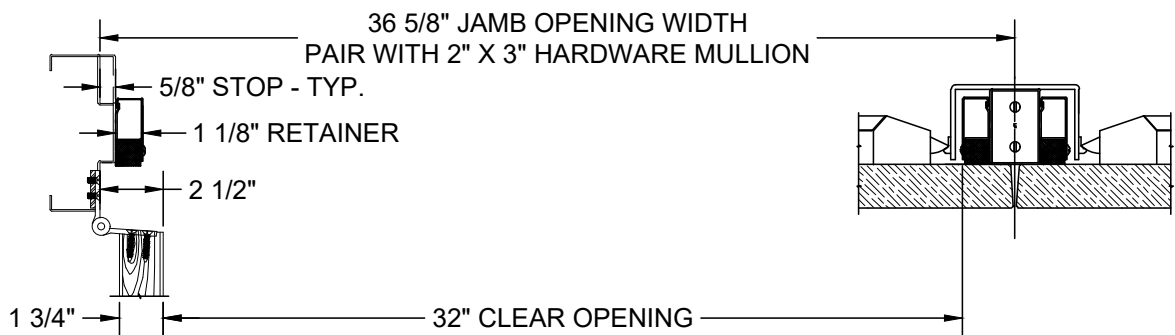 36 5/8" JAMB OPENING WIDTH
PAIR WITH 2" X 3" HARDWARE MULLION
5/8" STOP - TYP.
1 1/8" RETAINER
2 1/2"
1 3/4"
32" CLEAR OPENING